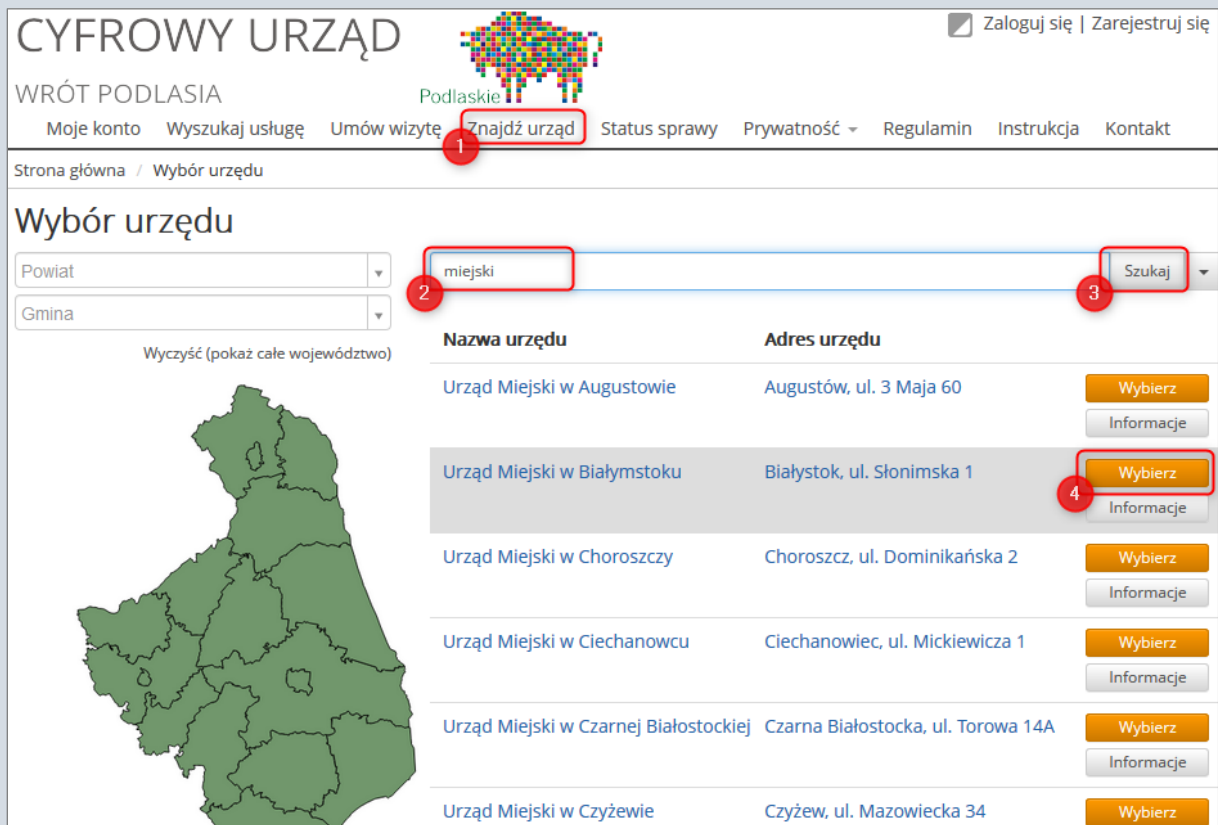 CYFROWY URZĄD
WRÓT PODLASIA
Podlaskie
Zaloguj się | Zarejestruj się
Moje konto Wyszukaj usługę Umów wizytę Znajdź urząd Status sprawy Prywatność Regulamin Instrukcja Kontakt
1
Strona główna / Wybór urzędu
Wybór urzędu
Powiat
Gmina
Wyczyść (pokaż całe województwo)
miejski
2
Szukaj
3
Nazwa urzędu Adres urzędu
Urząd Miejski w Augustowie Augustów, ul. 3 Maja 60 Wybierz
Informacje
Urząd Miejski w Białymstoku Białystok, ul. Słonimska 1 Wybierz
4
Informacje
Urząd Miejski w Choroszczy Choroszcz, ul. Dominikańska 2 Wybierz
Informacje
Urząd Miejski w Ciechanowcu Ciechanowiec, ul. Mickiewicza 1 Wybierz
Informacje
Urząd Miejski w Czarnej Białostockiej Czarna Białostocka, ul. Torowa 14A Wybierz
Informacje
Urząd Miejski w Czyżewie Czyżew, ul. Mazowiecka 34 Wybierz